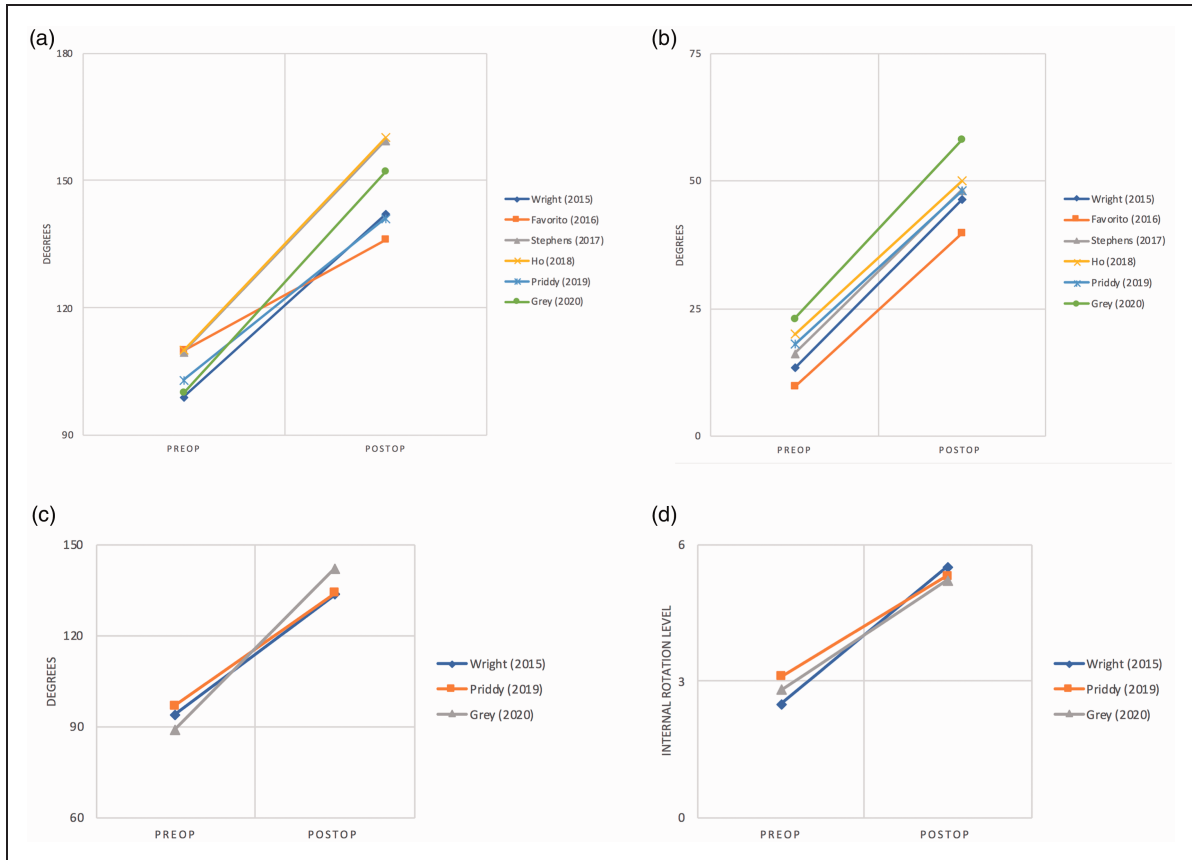 (a)
180
150
120
90
DEGREES
PREOP
POSTOP
Wright (2015)
Favorito (2016)
Stephens (2017)
Ho (2018)
Priddy (2019)
Grey (2020)
(b)
75
50
25
0
DEGREES
PREOP
POSTOP
Wright (2015)
Favorito (2016)
Stephens (2017)
Ho (2018)
Priddy (2019)
Grey (2020)
(c)
150
120
90
60
DEGREES
PREOP
POSTOP
Wright (2015)
Priddy (2019)
Grey (2020)
(d)
6
3
0
INTERNAL ROTATION LEVEL
PREOP
POSTOP
Wright (2015)
Priddy (2019)
Grey (2020)